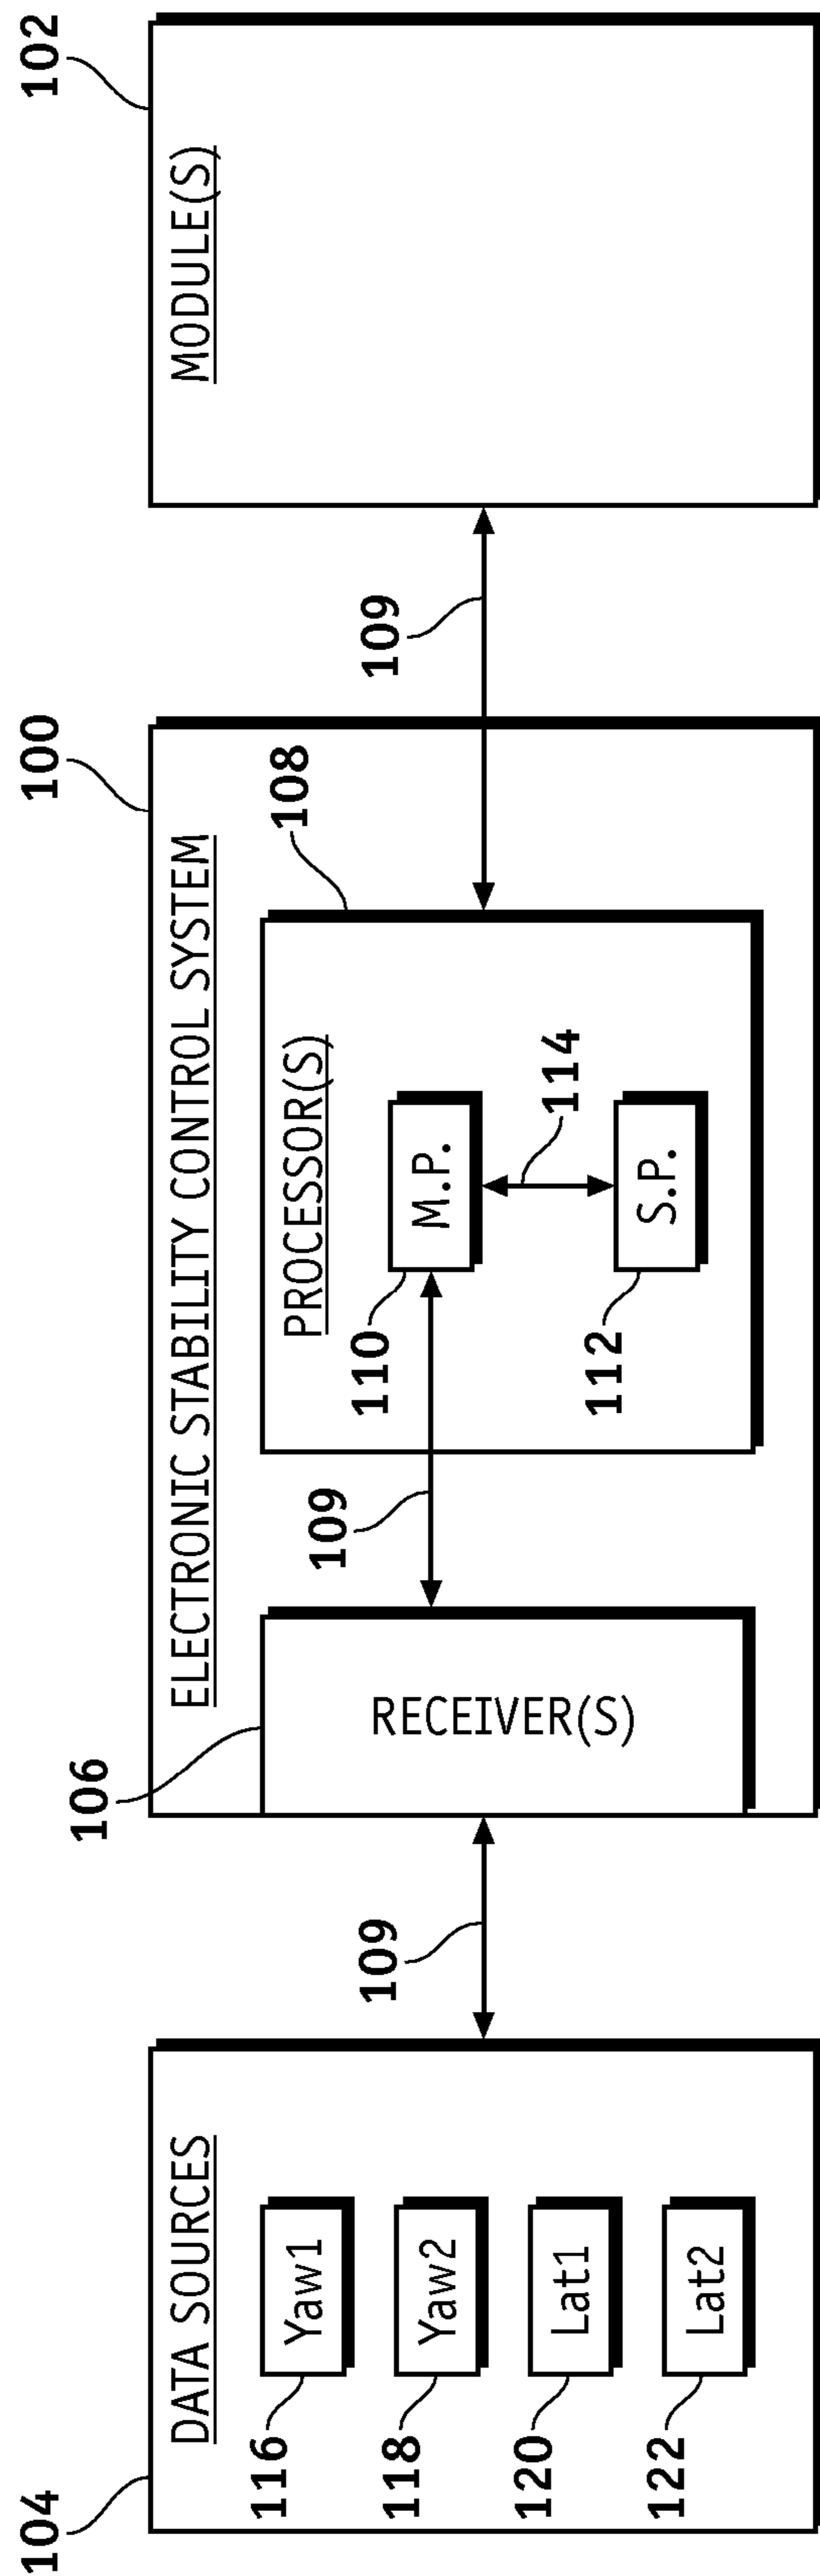 104
DATA SOURCES
116
Yaw1
118
Yaw2
120
Lat1
122
Lat2
109
100
ELECTRONIC STABILITY CONTROL SYSTEM
106
RECEIVER(S)
109
108
PROCESSOR(S)
110
M.P.
114
112
S.P.
109
102
MODULE(S)